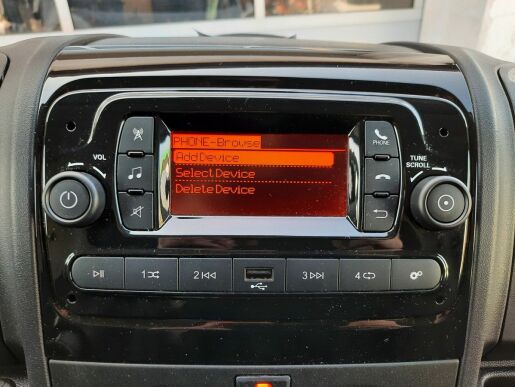 PHONE-Browse
Add Device
Select Device
Delete Device
PHONE
VOL
TUNE
SCROLL
1
2
3
4